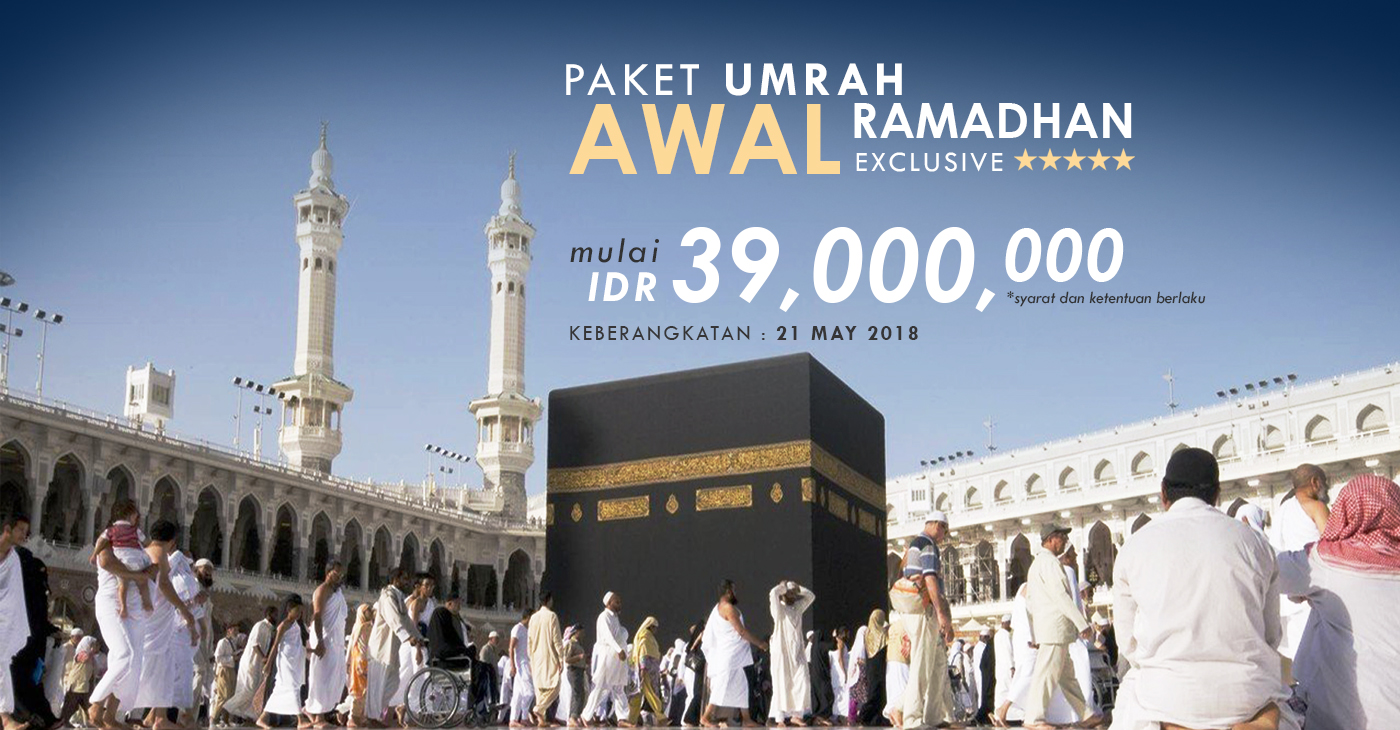 PAKET UMRAH
AWAL RAMADHAN
EXCLUSIVE ★★★★★
mulai
IDR 39,000,000
*syarat dan ketentuan berlaku
KEBERANGKATAN : 21 MAY 2018